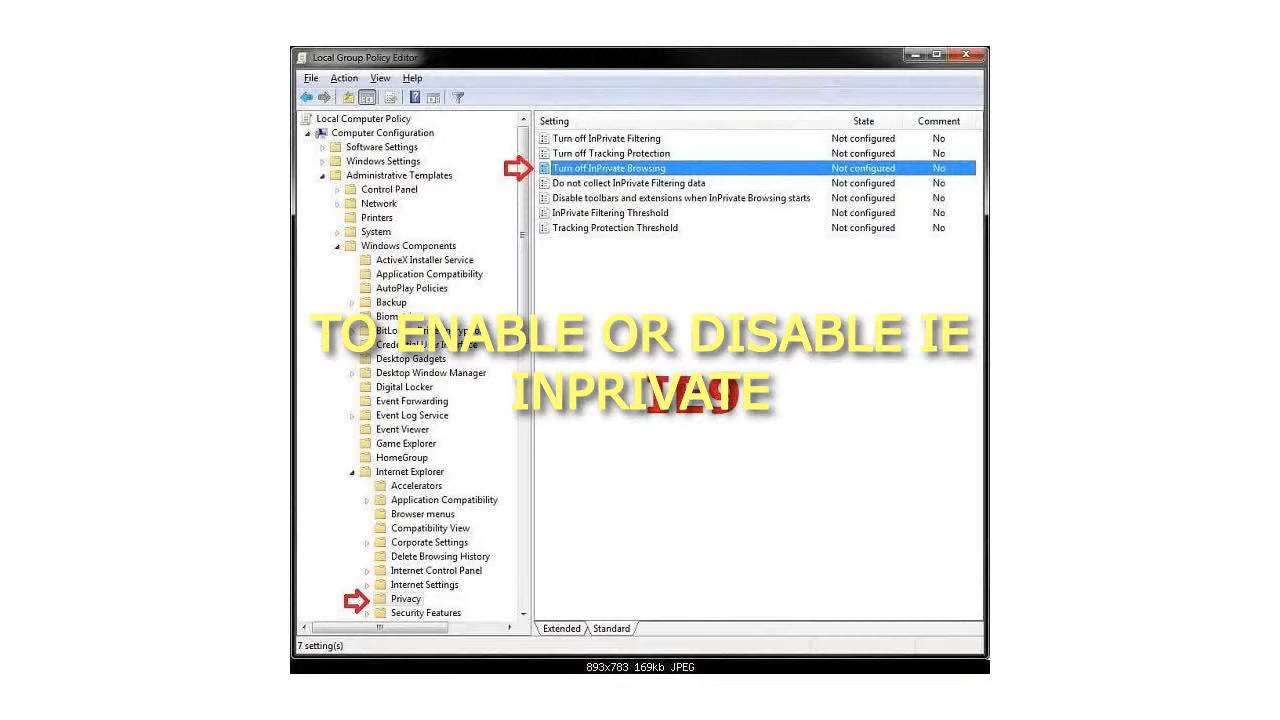 Local Group Policy Editor
File Action View Help
Local Computer Policy
Computer Configuration
Software Settings
Windows Settings
Administrative Templates
Control Panel
Network
Printers
System
Windows Components
ActiveX Installer Service
Application Compatibility
AutoPlay Policies
Backup
Desktop Gadgets
Desktop Window Manager
Digital Locker
Event Forwarding
Event Log Service
Event Viewer
Game Explorer
HomeGroup
Internet Explorer
Accelerators
Application Compatibility
Browser menus
Compatibility View
Corporate Settings
Delete Browsing History
Internet Control Panel
Internet Settings
Privacy
Security Features
Setting State Comment
Turn off InPrivate Filtering Not configured No
Turn off Tracking Protection Not configured No
Turn off InPrivate Browsing Not configured No
Do not collect InPrivate Filtering data Not configured No
Disable toolbars and extensions when InPrivate Browsing starts Not configured No
InPrivate Filtering Threshold Not configured No
Tracking Protection Threshold Not configured No
TO ENABLE OR DISABLE IE
INPRIVATE
IE9
Extended Standard
7 setting(s)
893x783 169kb JPEG